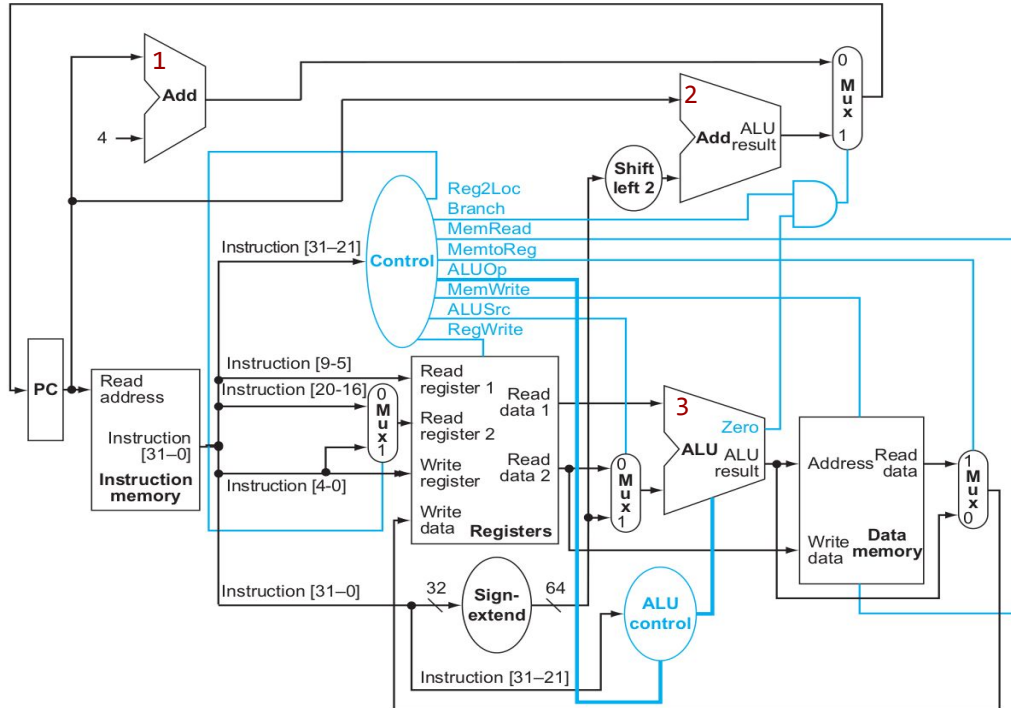 1
Add
4
2
Add
ALU
result
0
M
u
x
1
Shift
left 2
Reg2Loc
Branch
MemRead
MemtoReg
ALUOp
MemWrite
ALUSrc
RegWrite
Control
Instruction [31–21]
PC
Read
address
Instruction
[31–0]
Instruction
memory
Instruction [9-5]
Instruction [20-16]
Instruction [4-0]
0
M
u
x
1
Read
register 1
Read
register 2
Write
register
Write
data
Read
data 1
Read
data 2
Registers
0
M
u
x
1
3
Zero
ALU
ALU
result
Address
Read
data
Write
data
Data
memory
1
M
u
x
0
Instruction [31–0]
32
Sign-
extend
64
ALU
control
Instruction [31–21]